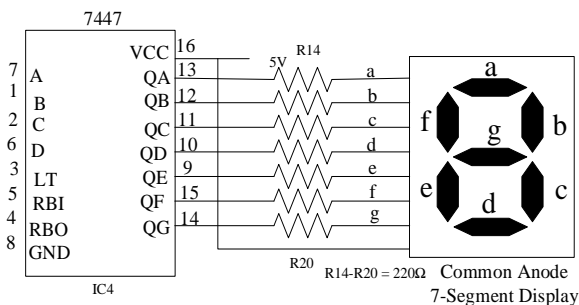 7447
VCC 16
5V
R14
7 A
QA 13
a
1 B
QB 12
b
2 C
QC 11
c
6 D
QD 10
d
3 LT
QE 9
e
5 RBI
QF 15
f
4 RBO
QG 14
g
8 GND
a
f
b
g
e
c
d
IC4
R20
R14-R20 = 220Ω
Common Anode
7-Segment Display